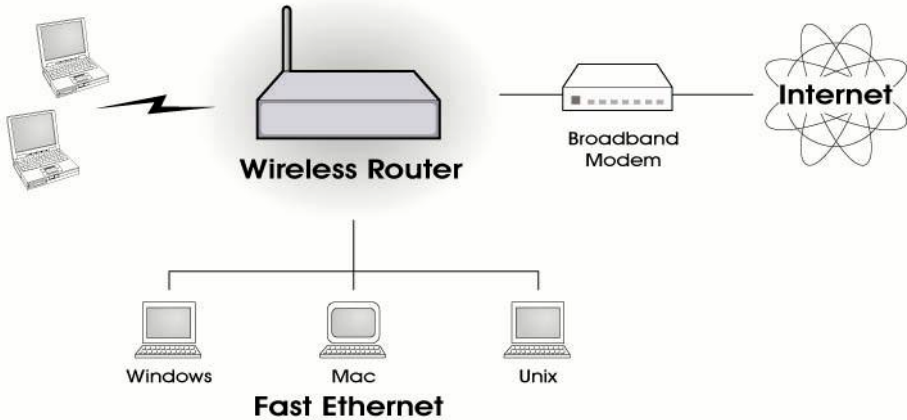 Internet
Broadband
Modem
Wireless Router
Windows
Mac
Unix
Fast Ethernet